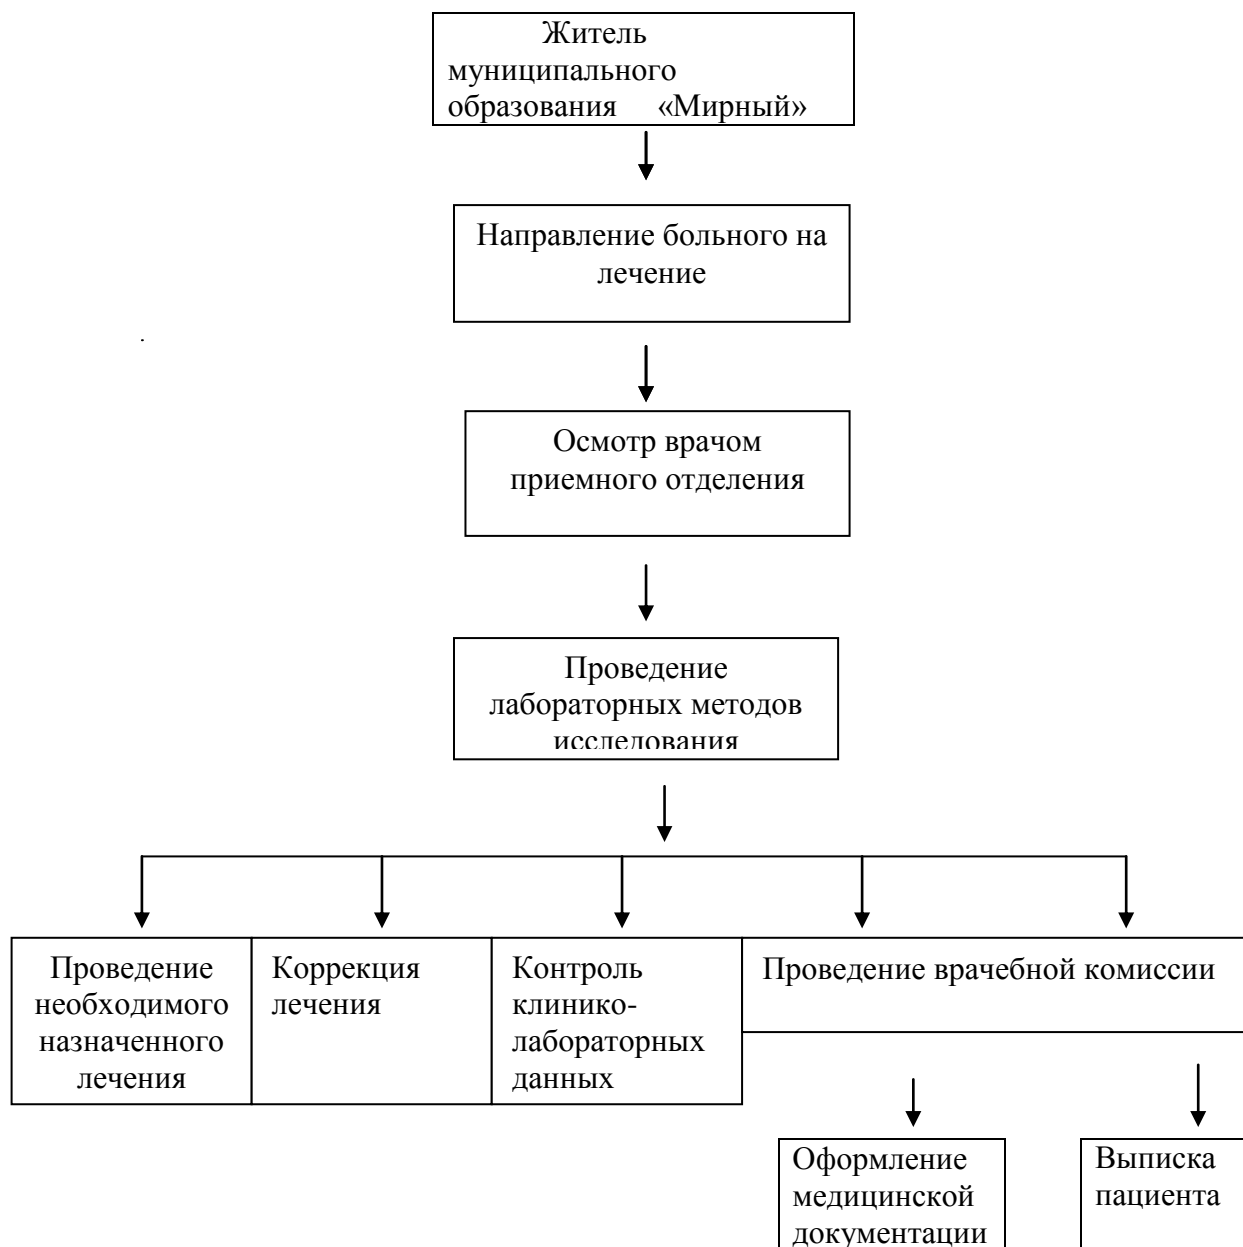 Житель
муниципального
образования «Мирный»
Направление больного на
лечение
Осмотр врачом
приемного отделения
Проведение
лабораторных методов
исследования
Проведение
необходимого
назначенного
лечения
Коррекция
лечения
Контроль
клинико-
лабораторных
данных
Проведение врачебной комиссии
Оформление
медицинской
документации
Выписка
пациента